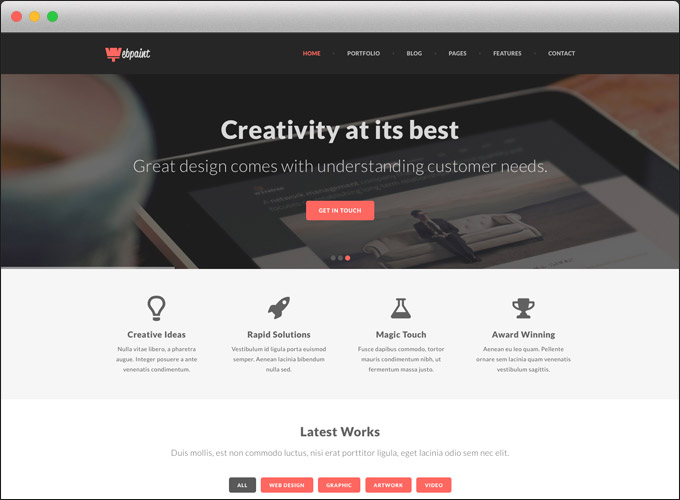 Webpaint
HOME
PORTFOLIO
BLOG
PAGES
FEATURES
CONTACT
Creativity at its best
Great design comes with understanding customer needs.
GET IN TOUCH
Creative Ideas
Nulla vitae libero, a pharetra
augue. Integer posuere a ante
venenatis condimentum.
Rapid Solutions
Vestibulum id ligula porta euismod
semper. Aenean lacinia bibendum
nulla sed.
Magic Touch
Fusce dapibus commodo, tortor
mauris condimentum nibh, ut
fermentum massa justo.
Award Winning
Aenean eu leo quam. Pellente
ornare sem lacinia quam venenatis
vestibulum sagittis.
Latest Works
Duis mollis, est non commodo luctus, nisi erat porttitor ligula, eget lacinia odio sem nec elit.
ALL
WEB DESIGN
GRAPHIC
ARTWORK
VIDEO